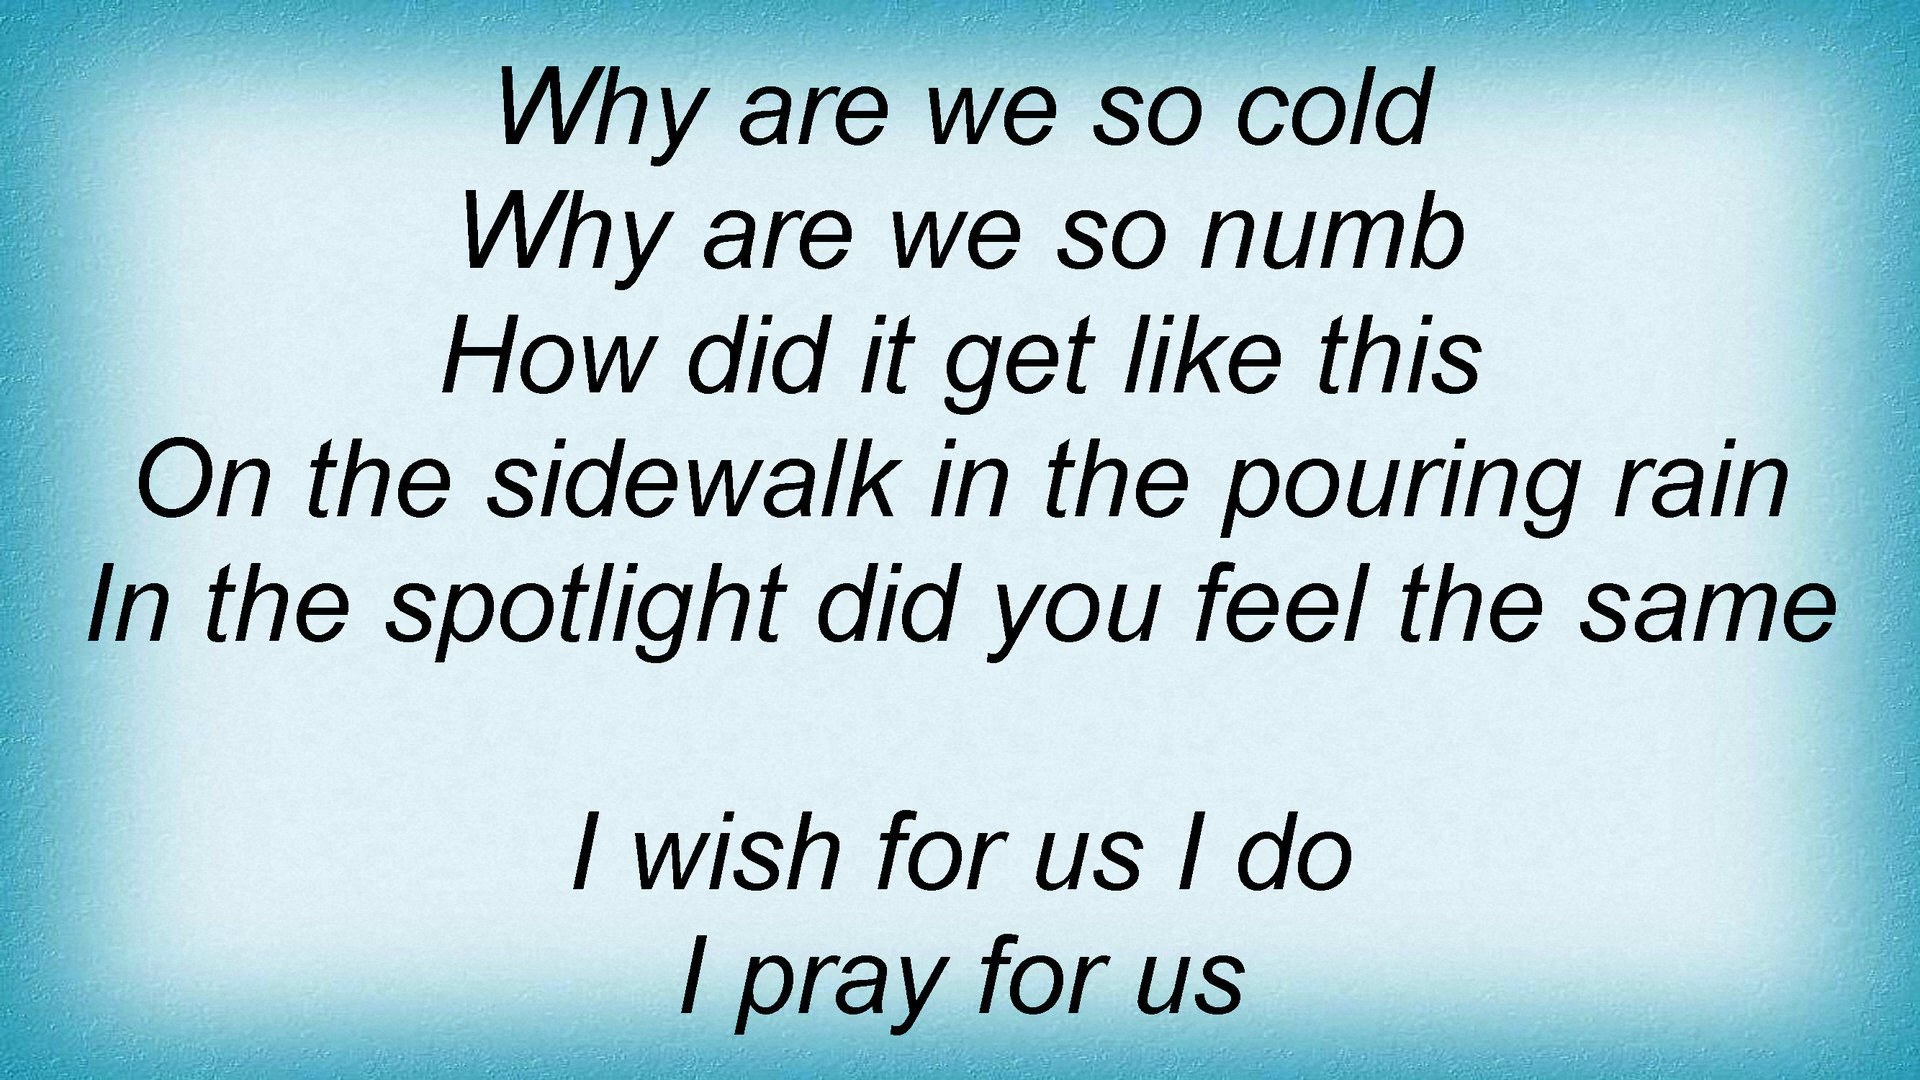 Why are we so cold
Why are we so numb
How did it get like this
On the sidewalk in the pouring rain
In the spotlight did you feel the same
I wish for us I do
I pray for us